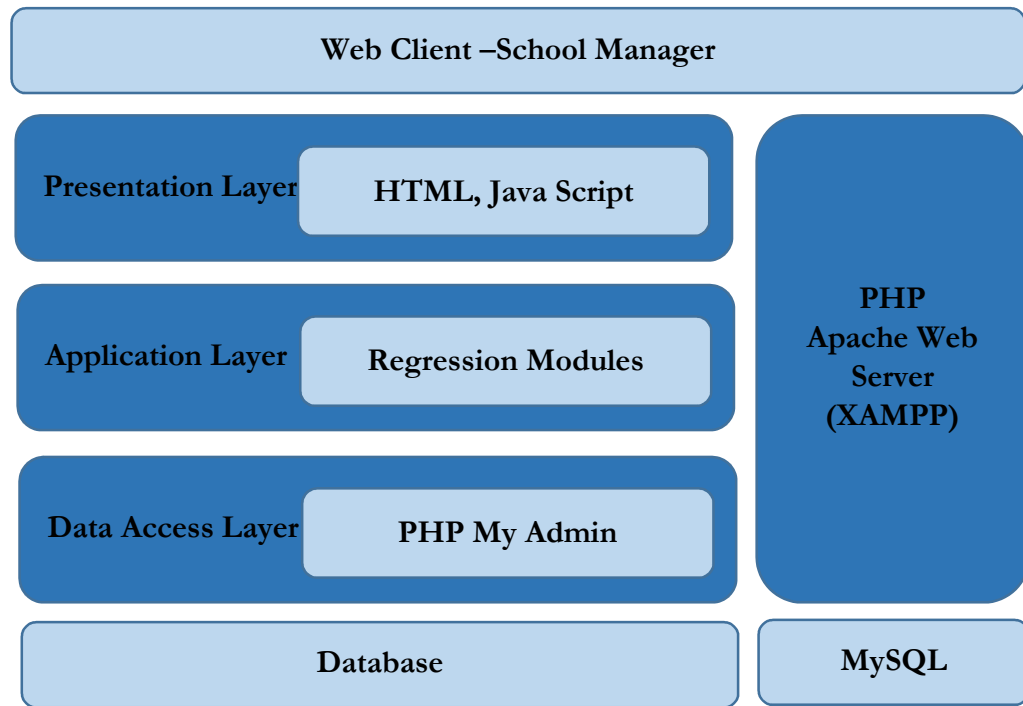 Web Client –School Manager
Presentation Layer
HTML, Java Script
Application Layer
Regression Modules
Data Access Layer
PHP My Admin
PHP
Apache Web
Server
(XAMPP)
Database
MySQL